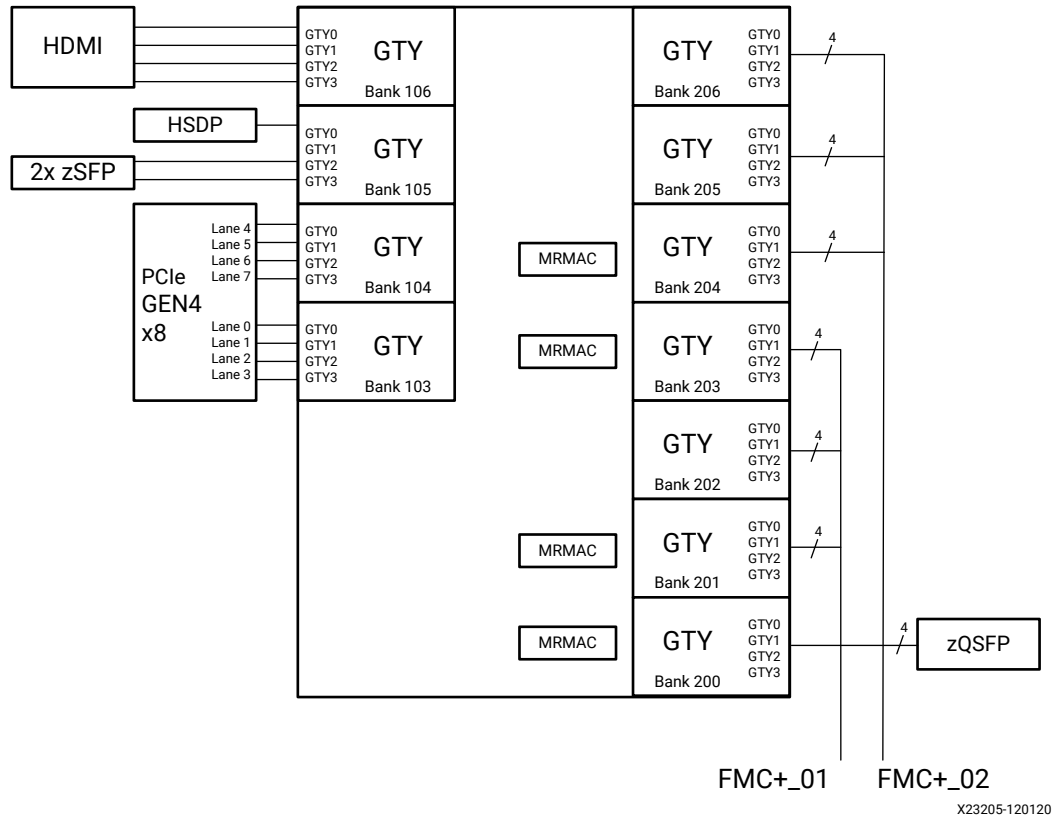 HDMI
GTY0
GTY1
GTY2
GTY3
GTY
Bank 106
HSDP
2x zSFP
GTY0
GTY1
GTY2
GTY3
GTY
Bank 105
PCIe
GEN4
x8
Lane 4
Lane 5
Lane 6
Lane 7
GTY0
GTY1
GTY2
GTY3
GTY
Bank 104
Lane 0
Lane 1
Lane 2
Lane 3
GTY0
GTY1
GTY2
GTY3
GTY
Bank 103
GTY
Bank 206
GTY0
GTY1
GTY2
GTY3
4
GTY
Bank 205
GTY0
GTY1
GTY2
GTY3
4
MRMAC
GTY
Bank 204
GTY0
GTY1
GTY2
GTY3
4
MRMAC
GTY
Bank 203
GTY0
GTY1
GTY2
GTY3
4
GTY
Bank 202
GTY0
GTY1
GTY2
GTY3
4
MRMAC
GTY
Bank 201
GTY0
GTY1
GTY2
GTY3
4
MRMAC
GTY
Bank 200
GTY0
GTY1
GTY2
GTY3
4
zQSFP
FMC+_01
FMC+_02
X23205-120120